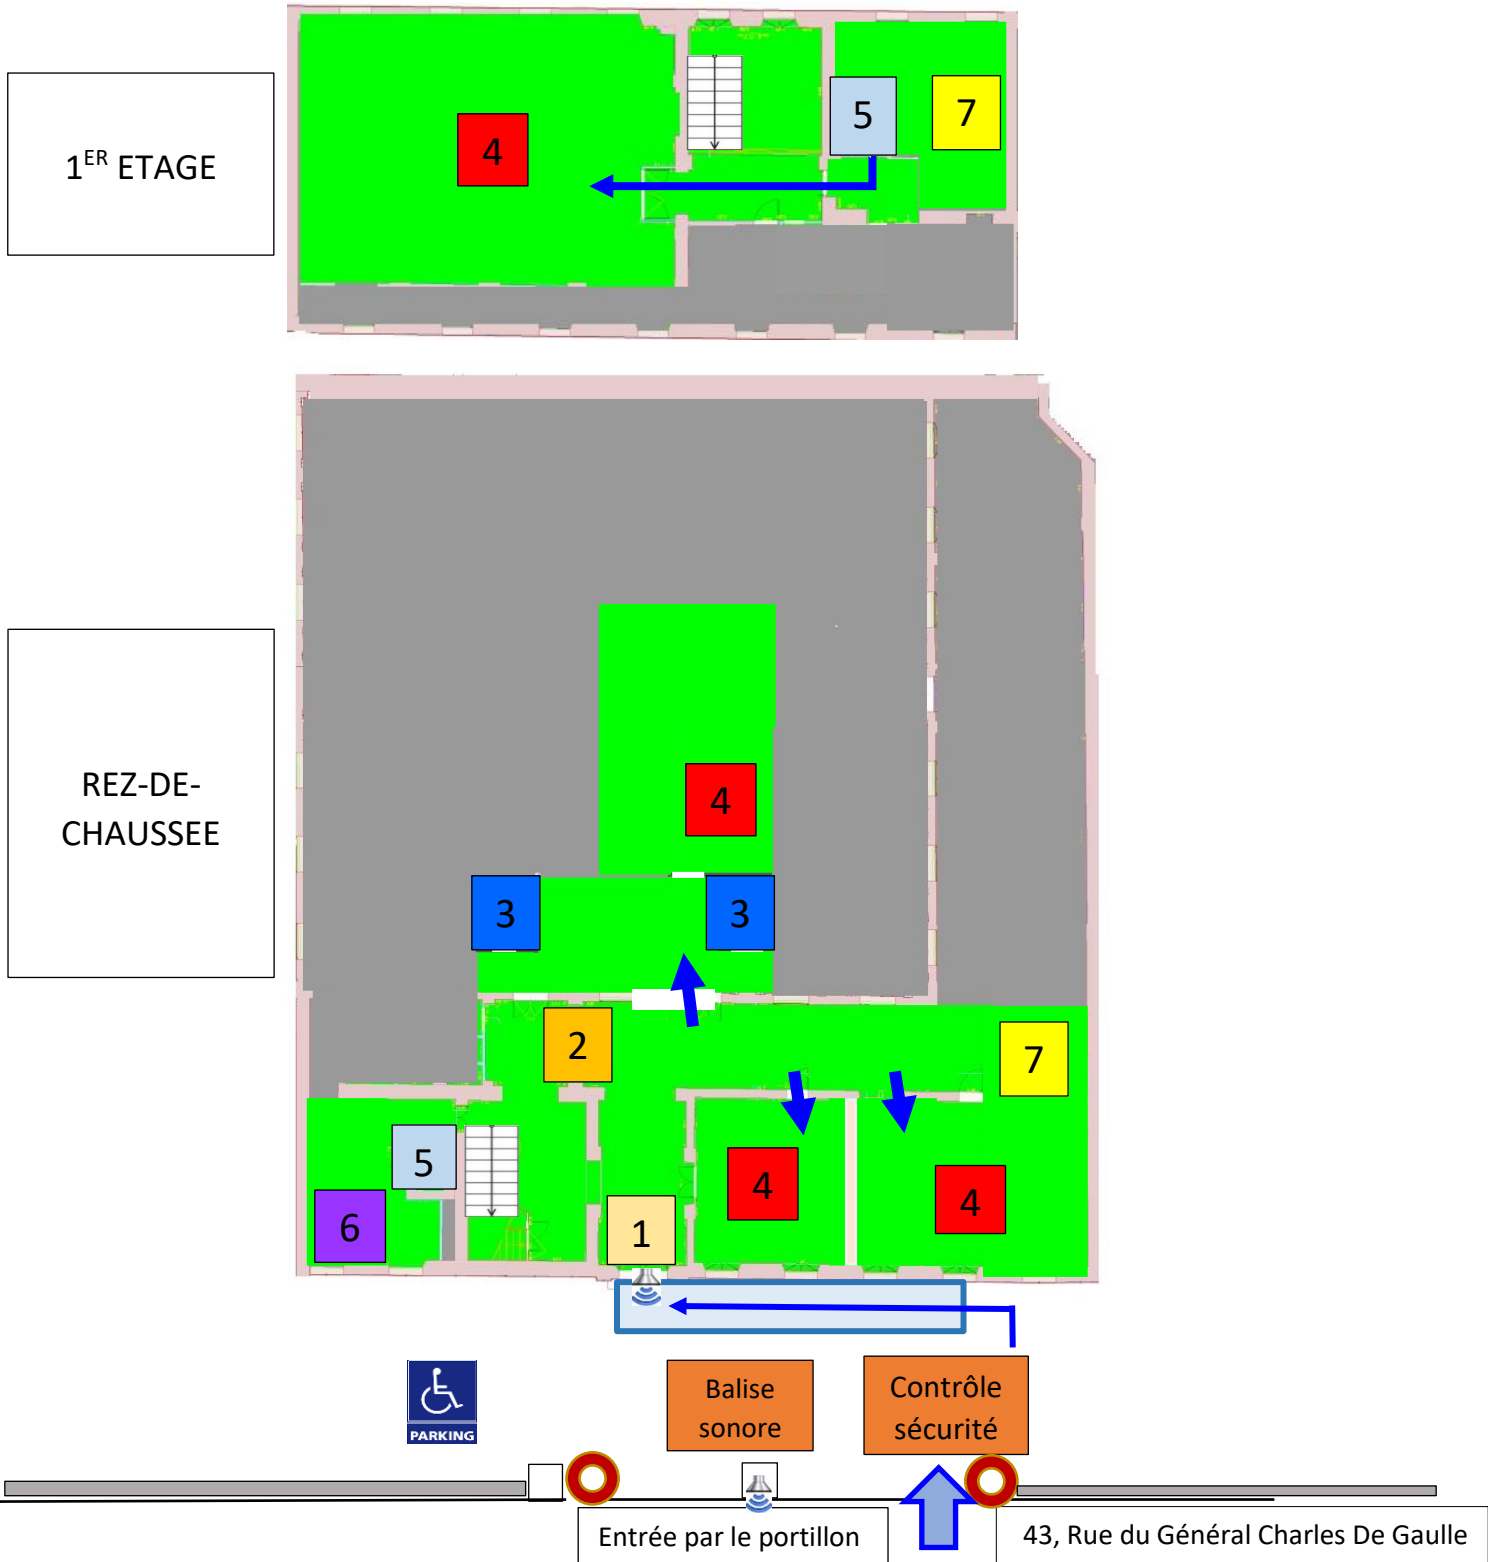 1ER ETAGE
4
5
7
REZ-DE-
CHAUSSEE
4
3
3
2
7
5
4
4
6
1
PARKING
Balise
sonore
Contrôle
sécurité
Entrée par le portillon
43, Rue du Général Charles De Gaulle